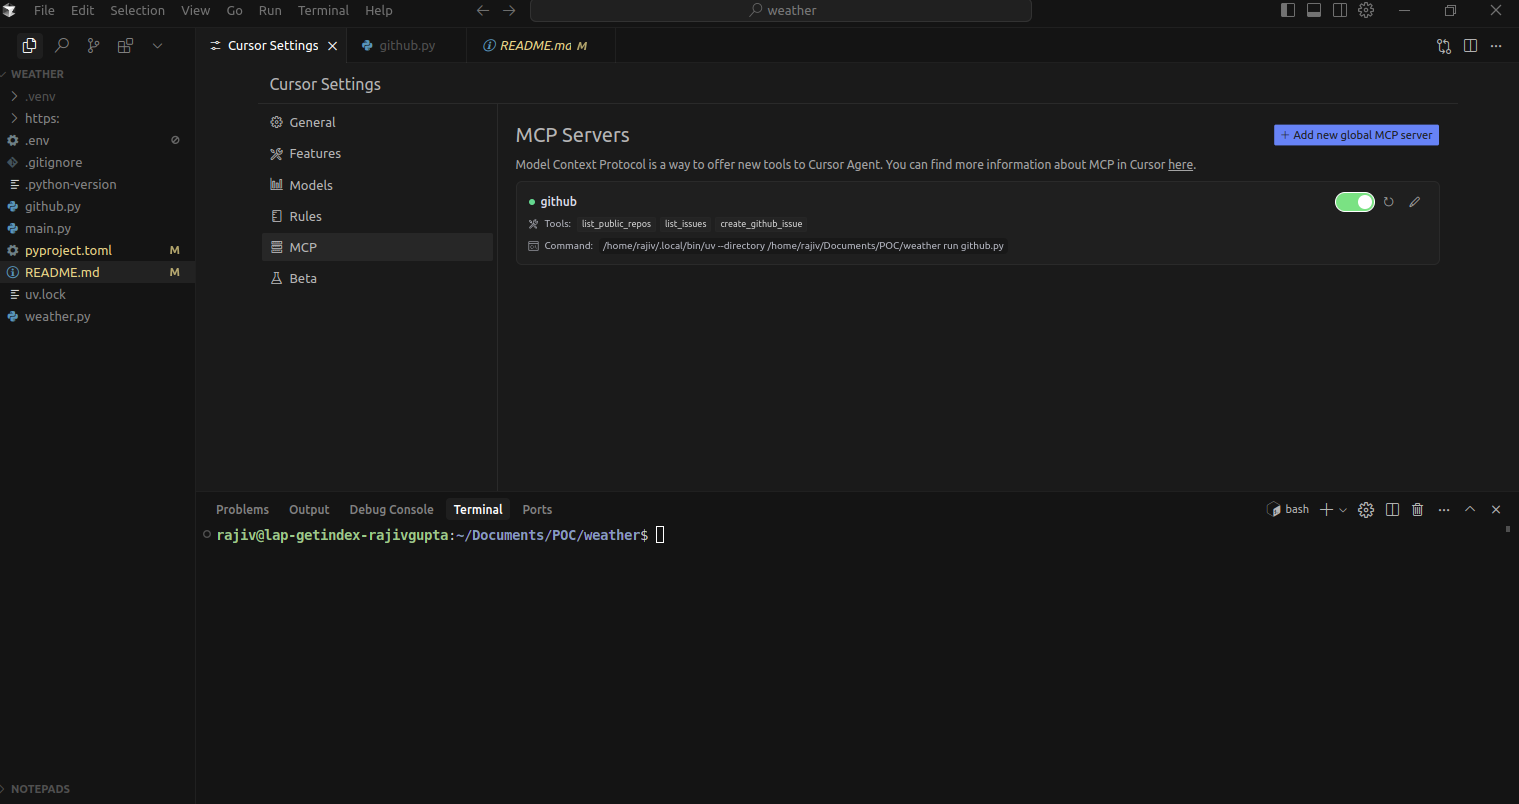 File Edit Selection View Go Run Terminal Help
weather
Cursor Settings
github.py
README.md M
WEATHER
.venv
https:
.env
.gitignore
.python-version
github.py
main.py
pyproject.toml M
README.md M
uv.lock
weather.py
NOTEPADS
Cursor Settings
General
Features
Models
Rules
MCP
Beta
MCP Servers
+ Add new global MCP server
Model Context Protocol is a way to offer new tools to Cursor Agent. You can find more information about MCP in Cursor here.
github
Tools: list_public_repos list_issues create_github_issue
Command: /home/rajiv/.local/bin/uv --directory /home/rajiv/Documents/POC/weather run github.py
Problems Output Debug Console Terminal Ports
bash
rajiv@lap-getindex-rajivgupta:~/Documents/POC/weather$